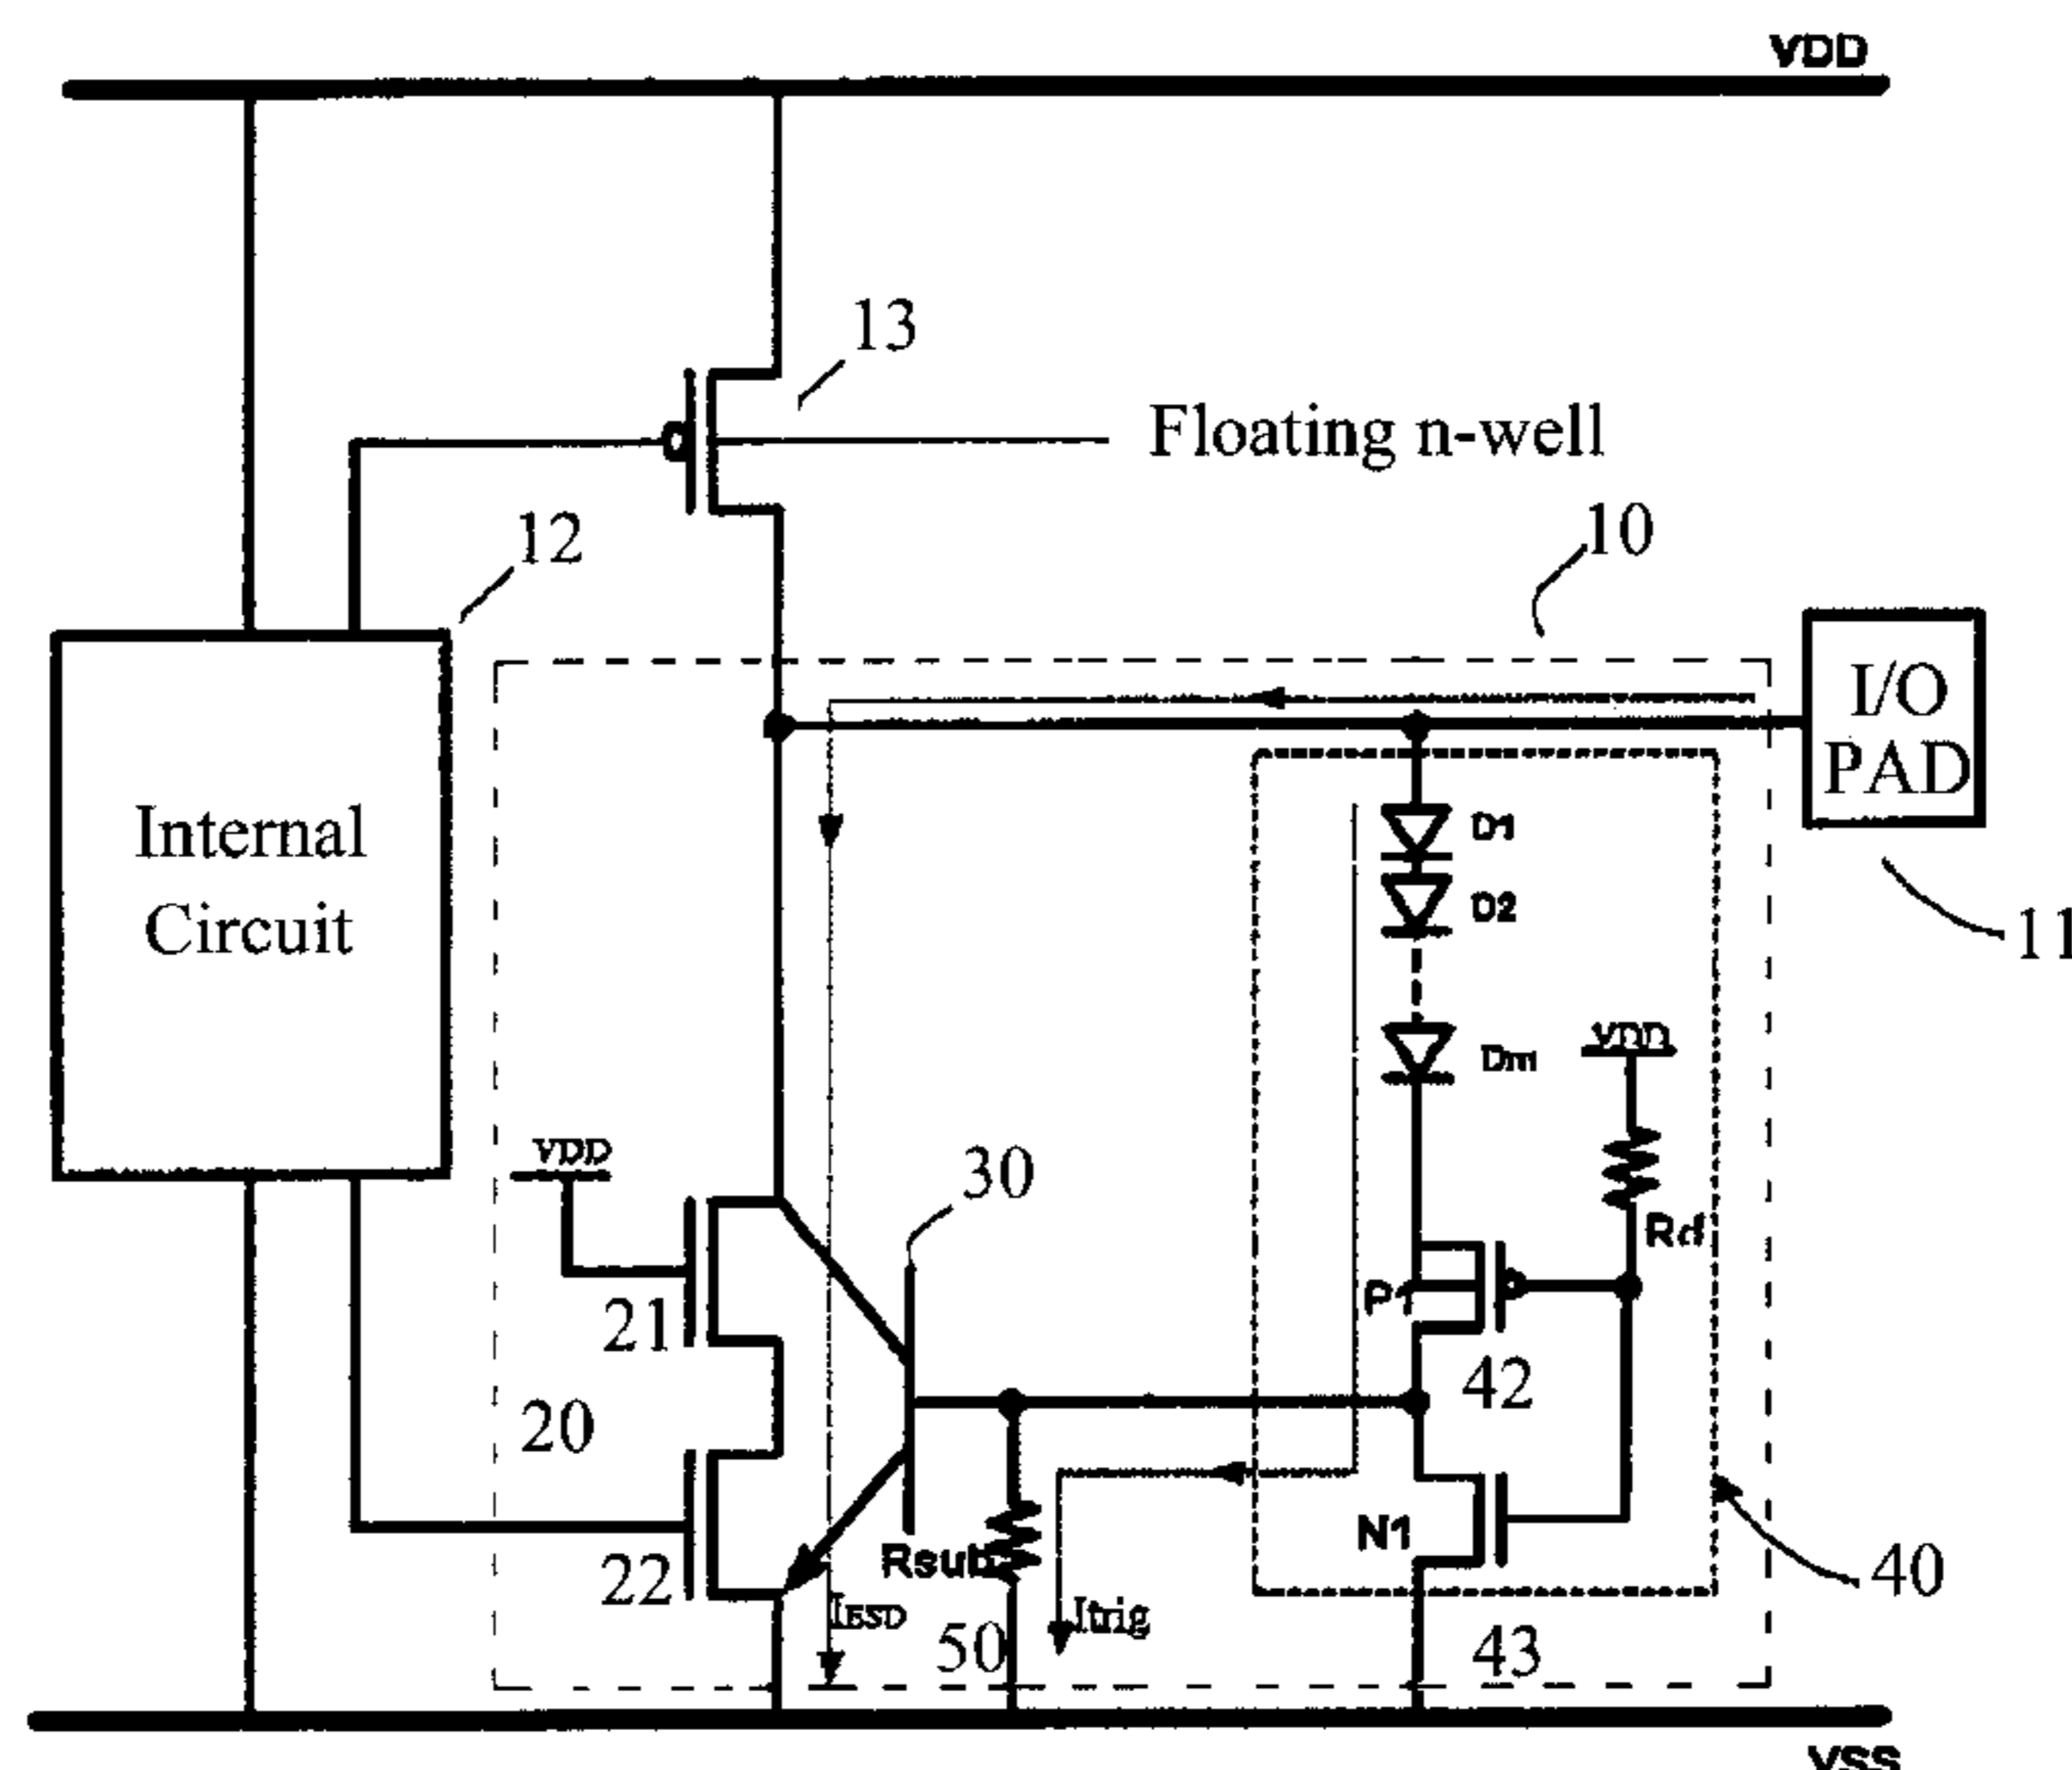 VDD
13
Floating n-well
12
10
I/O
PAD
11
Internal
Circuit
D1
D2
Dm
VDD
VDD
30
Rd
21
P1
42
20
N1
22
Rsub
40
IESD
50
Itrig
43
VSS